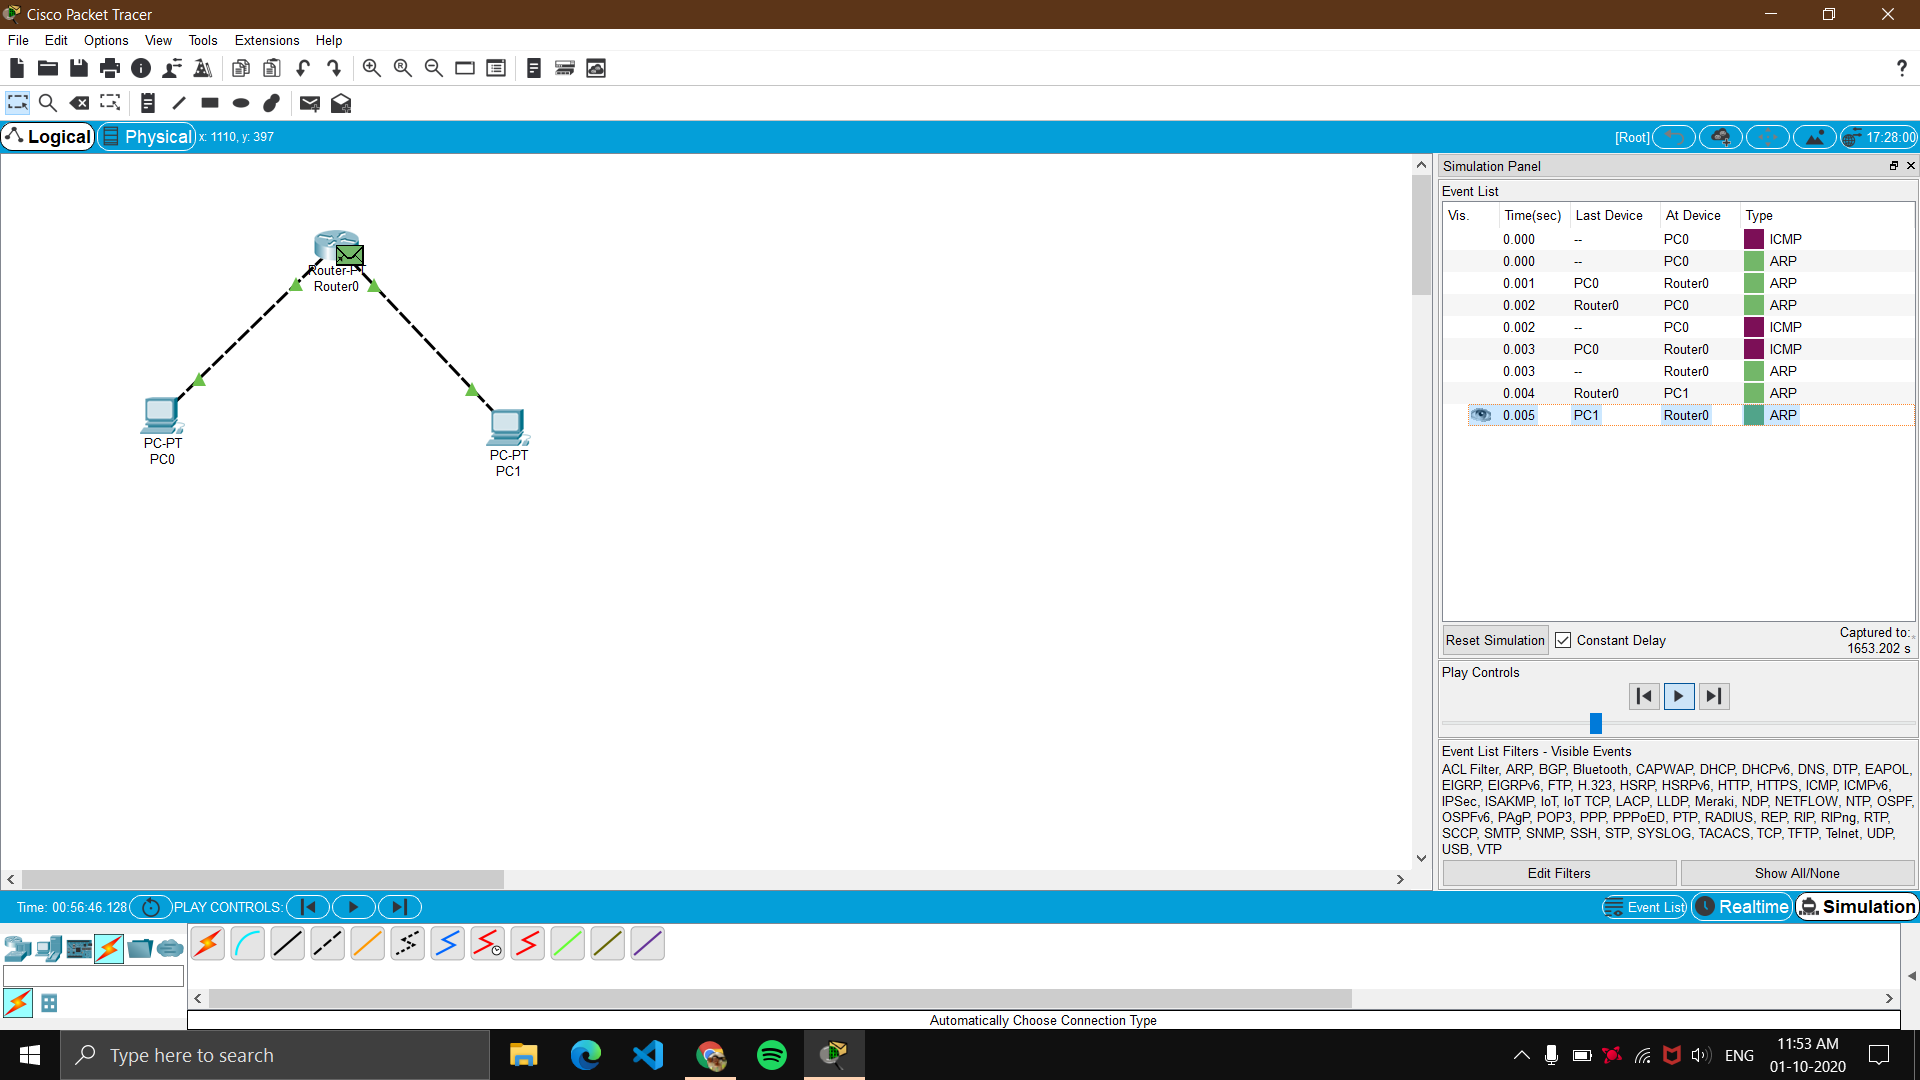 Cisco Packet Tracer
File Edit Options View Tools Extensions Help
?
Logical Physical x: 1110, y: 397 [Root] 17:28:00
Router-PT
Router0
PC-PT
PC0
PC-PT
PC1
Simulation Panel
Event List
Vis. Time(sec) Last Device At Device Type
0.000 -- PC0 ICMP
0.000 -- PC0 ARP
0.001 PC0 Router0 ARP
0.002 Router0 PC0 ARP
0.002 -- PC0 ICMP
0.003 PC0 Router0 ICMP
0.003 -- Router0 ARP
0.004 Router0 PC1 ARP
0.005 PC1 Router0 ARP
Reset Simulation Constant Delay Captured to:
1653.202 s
Play Controls
Event List Filters - Visible Events
ACL Filter, ARP, BGP, Bluetooth, CAPWAP, DHCP, DHCPv6, DNS, DTP, EAPOL,
EIGRP, EIGRPv6, FTP, H.323, HSRP, HSRPv6, HTTP, HTTPS, ICMP, ICMPv6,
IPSec, ISAKMP, IoT, IoT TCP, LACP, LLDP, Meraki, NDP, NETFLOW, NTP, OSPF,
OSPFv6, PAgP, POP3, PPP, PPPoED, PTP, RADIUS, REP, RIP, RIPng, RTP,
SCCP, SMTP, SNMP, SSH, STP, SYSLOG, TACACS, TCP, TFTP, Telnet, UDP,
USB, VTP
Edit Filters Show All/None
Time: 00:56:46.128 PLAY CONTROLS: Event List Realtime Simulation
Automatically Choose Connection Type
Type here to search
ENG
11:53 AM
01-10-2020